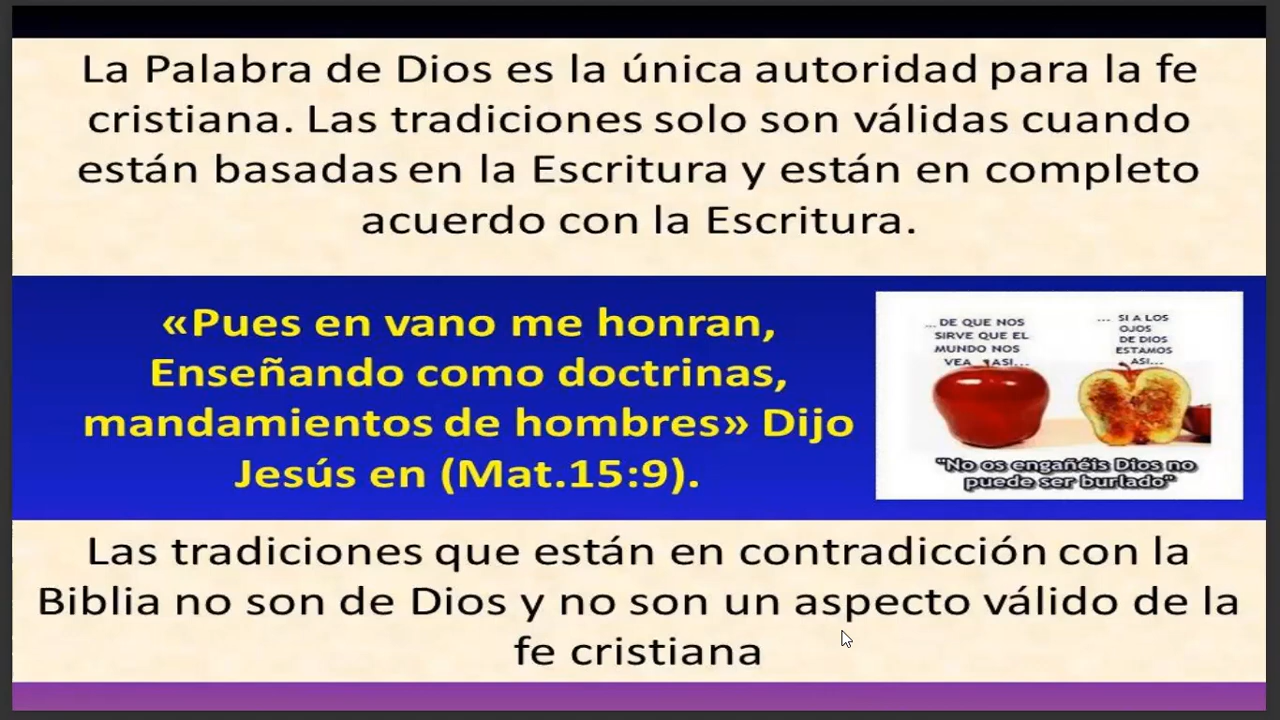 La Palabra de Dios es la única autoridad para la fe
cristiana. Las tradiciones solo son válidas cuando
están basadas en la Escritura y están en completo
acuerdo con la Escritura.
«Pues en vano me honran,
Enseñando como doctrinas,
mandamientos de hombres» Dijo
Jesús en (Mat.15:9).
... DE QUE NOS
SIRVE QUE EL
MUNDO NOS
VEA ASI...
... SI A LOS
OJOS
DE DIOS
ESTAMOS
ASI...
"No os engañéis Dios no
puede ser burlado"
Las tradiciones que están en contradicción con la
Biblia no son de Dios y no son un aspecto válido de la
fe cristiana